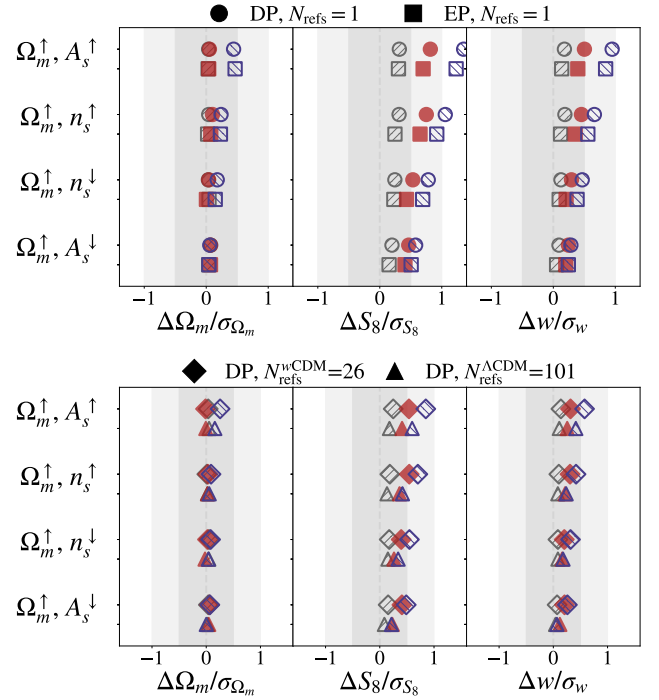 DP, N_refs = 1 EP, N_refs = 1
Ω_m^↑, A_s^↑
Ω_m^↑, n_s^↑
Ω_m^↑, n_s^↓
Ω_m^↑, A_s^↓
−1 0 1 −1 0 1 −1 0 1
ΔΩ_m/σ_Ω_m ΔS_8/σ_S_8 Δw/σ_w
DP, N_refs^wCDM=26 DP, N_refs^ΛCDM=101
Ω_m^↑, A_s^↑
Ω_m^↑, n_s^↑
Ω_m^↑, n_s^↓
Ω_m^↑, A_s^↓
−1 0 1 −1 0 1 −1 0 1
ΔΩ_m/σ_Ω_m ΔS_8/σ_S_8 Δw/σ_w